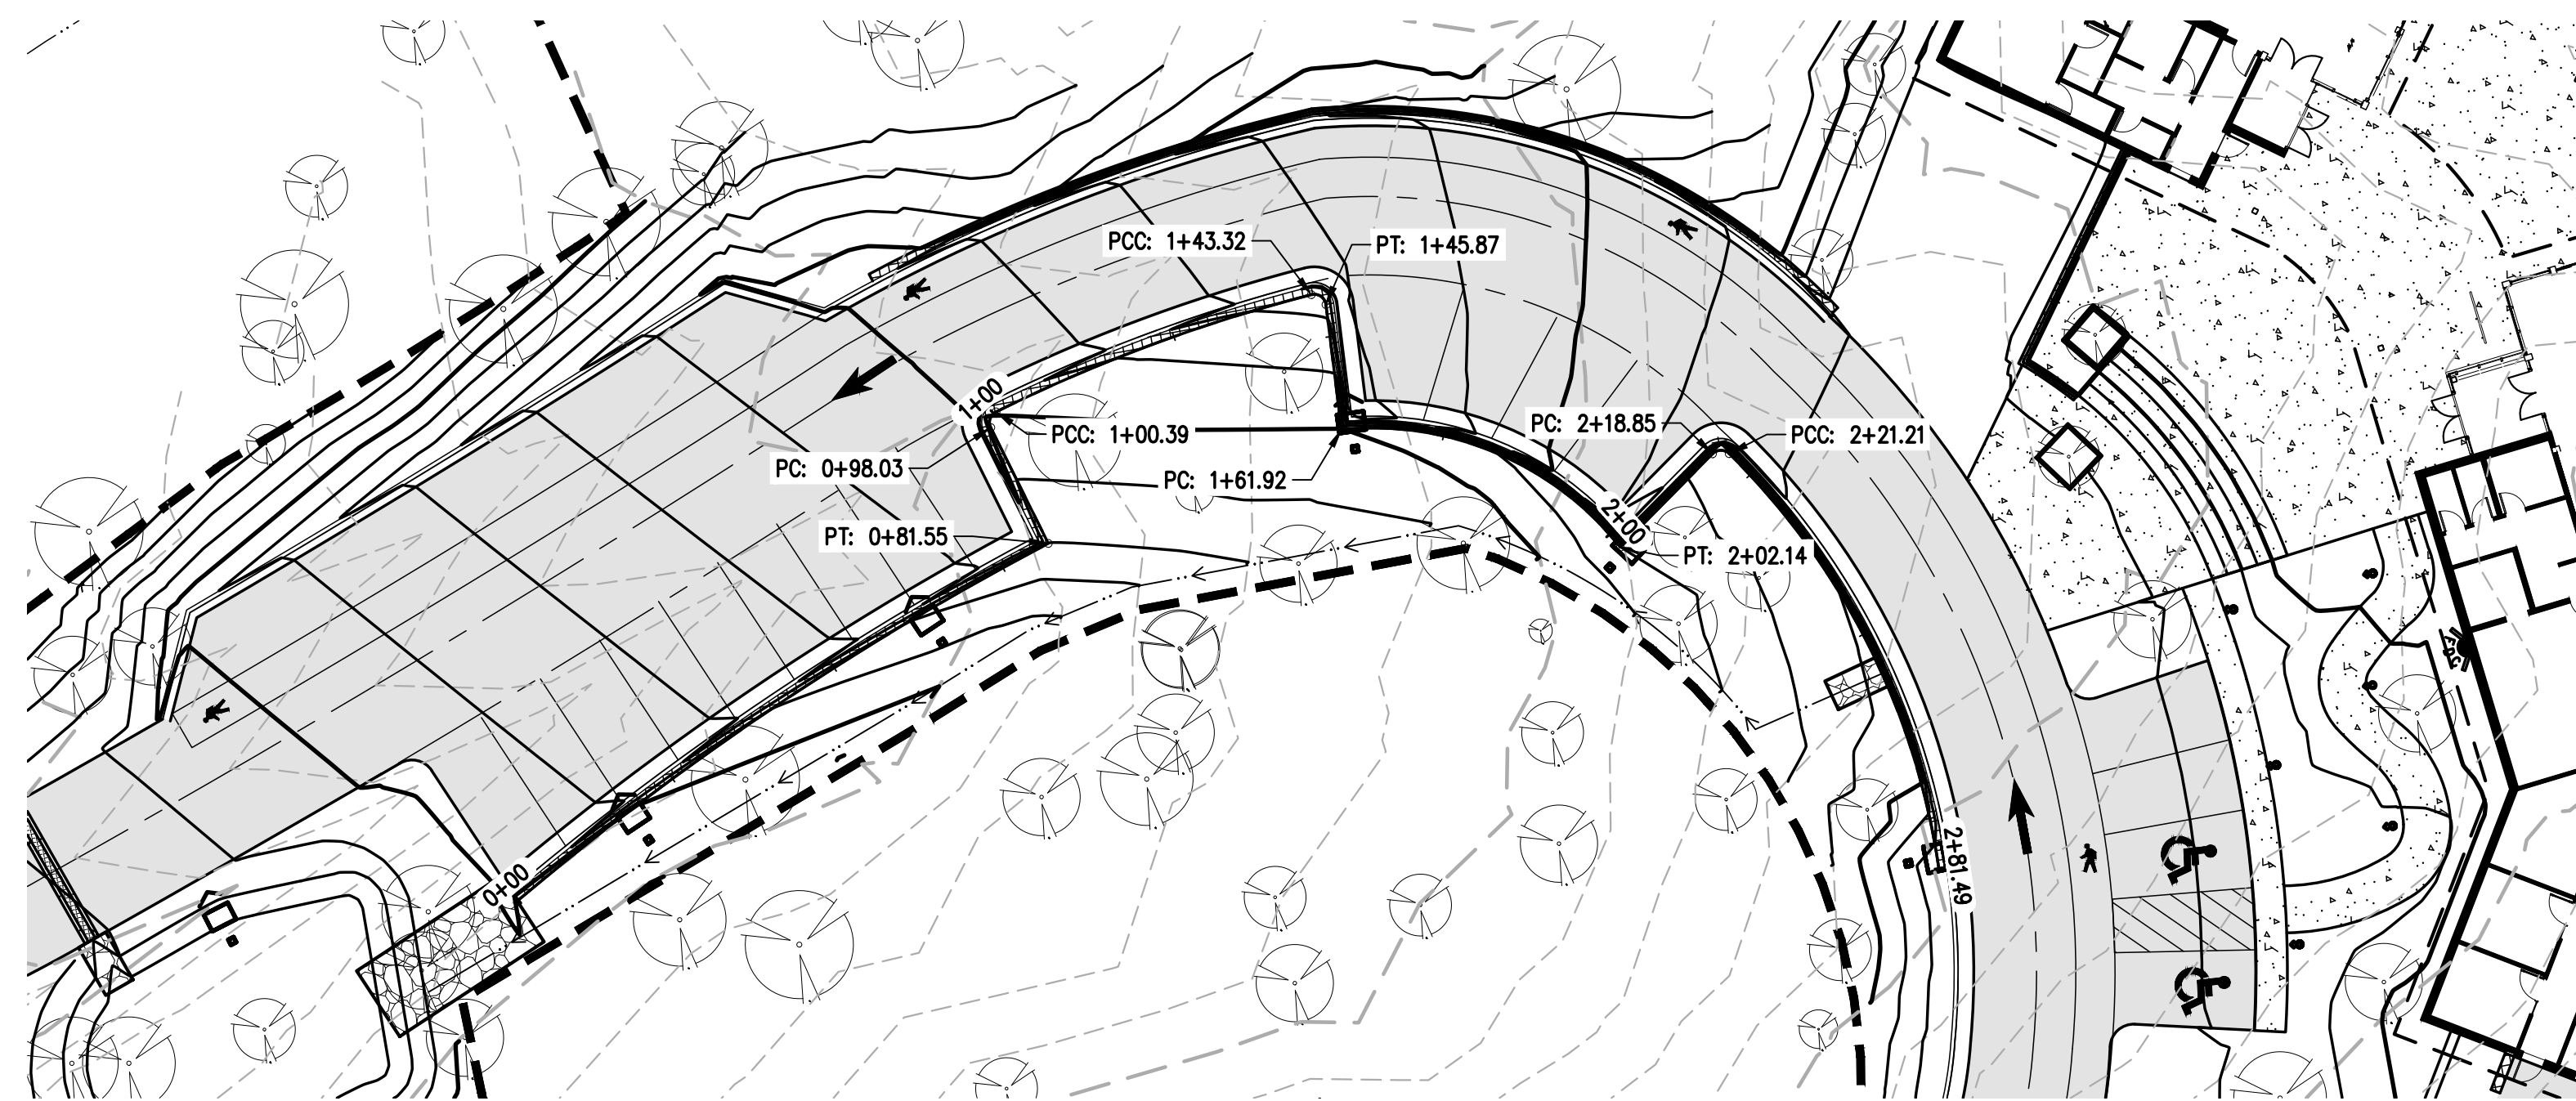 PCC: 1+43.32
PT: 1+45.87
1+00
PCC: 1+00.39
PC: 2+18.85
PCC: 2+21.21
PC: 0+98.03
PC: 1+61.92
2+00
PT: 0+81.55
PT: 2+02.14
0+00
2+81.49